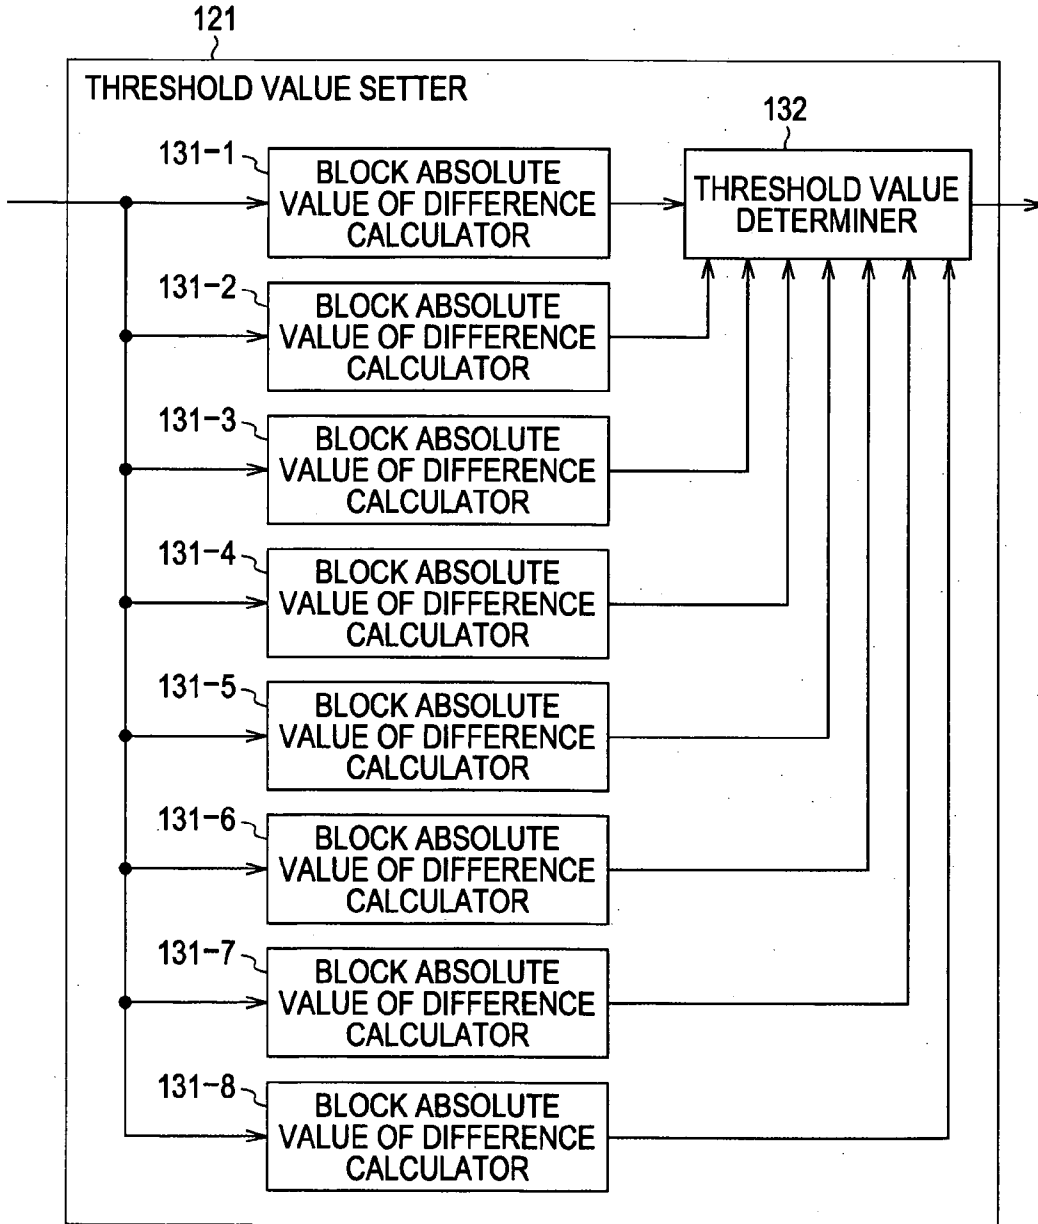 121
THRESHOLD VALUE SETTER
131-1
BLOCK ABSOLUTE
VALUE OF DIFFERENCE
CALCULATOR
132
THRESHOLD VALUE
DETERMINER
131-2
BLOCK ABSOLUTE
VALUE OF DIFFERENCE
CALCULATOR
131-3
BLOCK ABSOLUTE
VALUE OF DIFFERENCE
CALCULATOR
131-4
BLOCK ABSOLUTE
VALUE OF DIFFERENCE
CALCULATOR
131-5
BLOCK ABSOLUTE
VALUE OF DIFFERENCE
CALCULATOR
131-6
BLOCK ABSOLUTE
VALUE OF DIFFERENCE
CALCULATOR
131-7
BLOCK ABSOLUTE
VALUE OF DIFFERENCE
CALCULATOR
131-8
BLOCK ABSOLUTE
VALUE OF DIFFERENCE
CALCULATOR